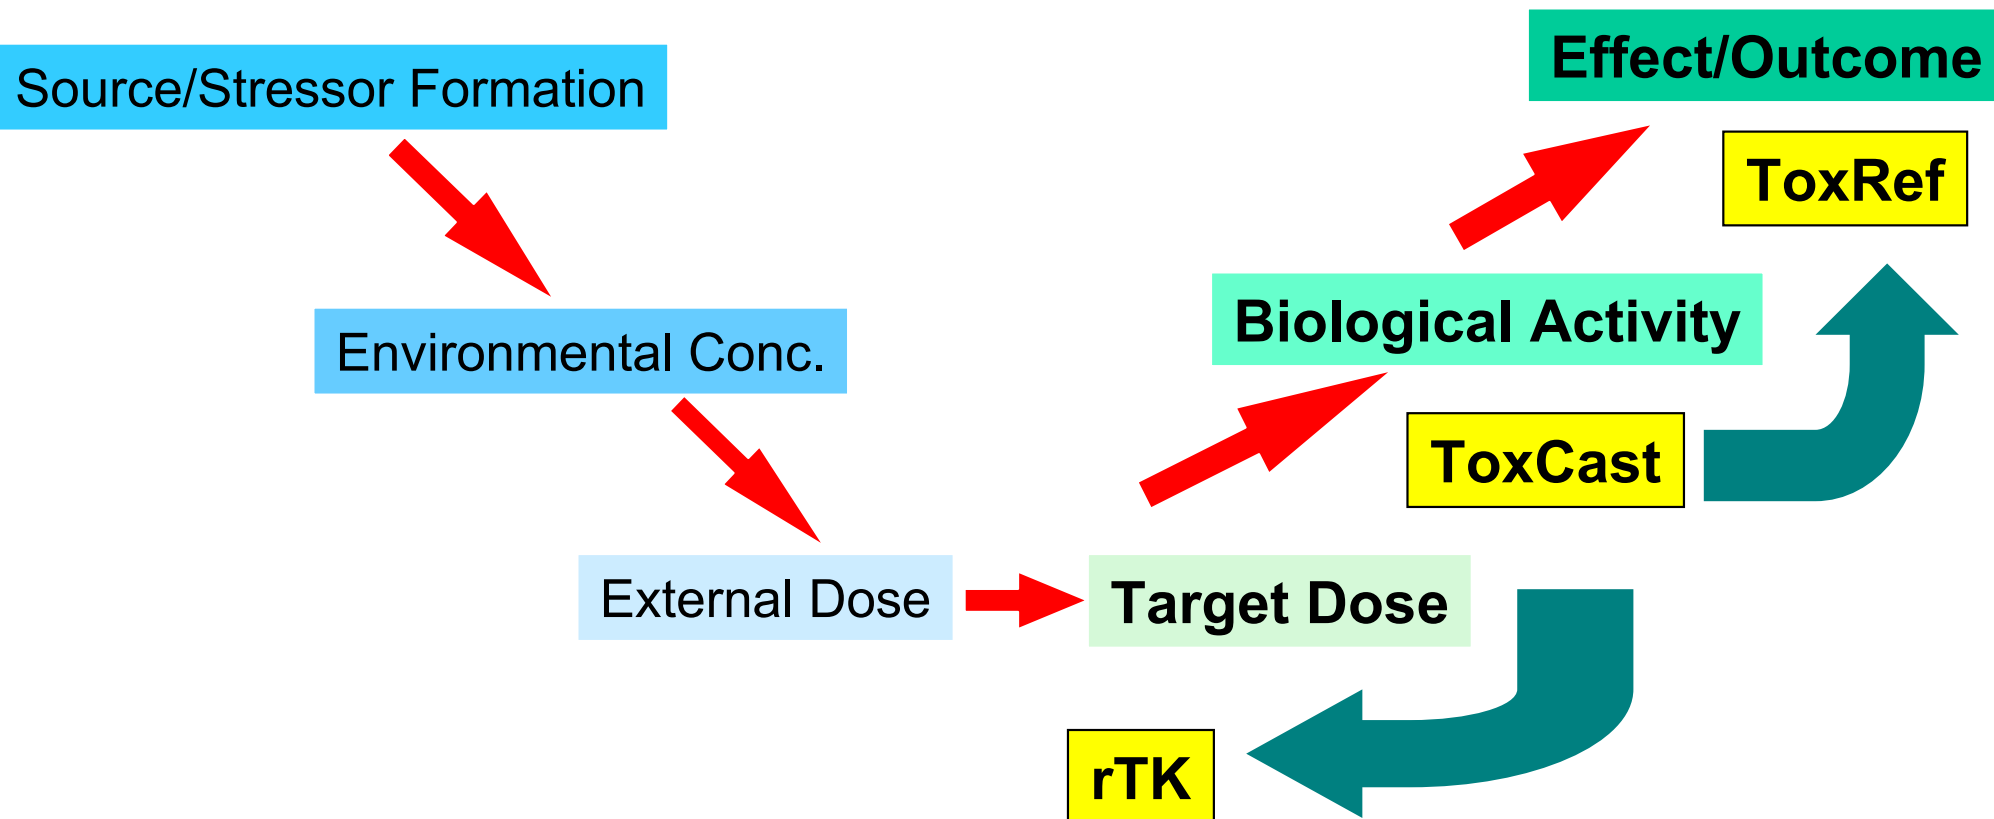 Source/Stressor Formation
Environmental Conc.
External Dose
Target Dose
Biological Activity
Effect/Outcome
ToxRef
ToxCast
rTK